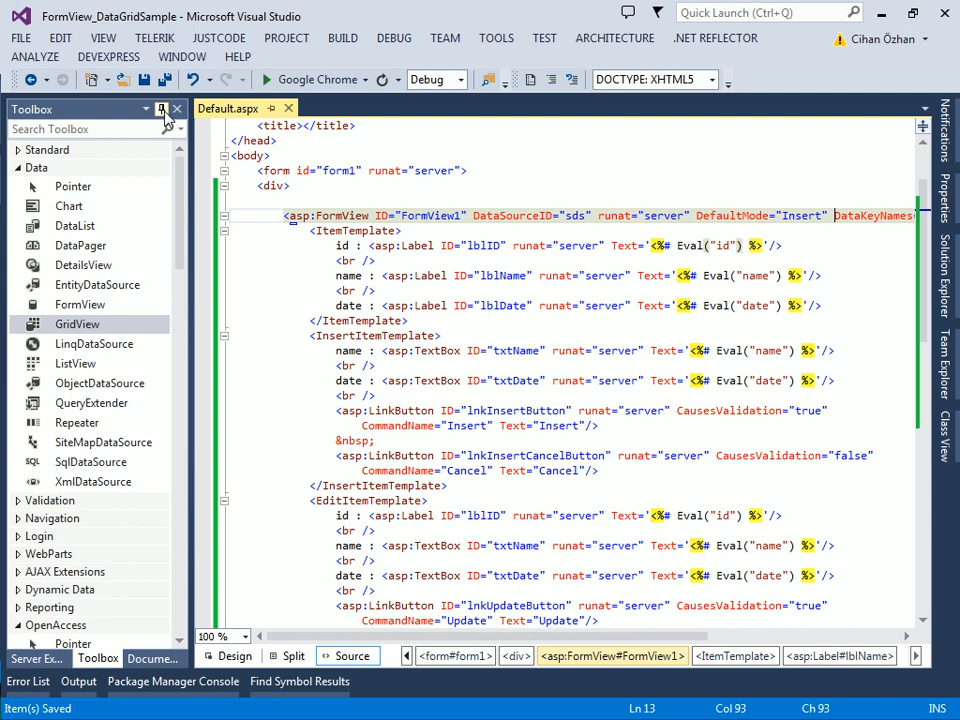 FormView_DataGridSample - Microsoft Visual Studio
Quick Launch (Ctrl+Q)
FILE EDIT VIEW TELERIK JUSTCODE PROJECT BUILD DEBUG TEAM TOOLS TEST ARCHITECTURE .NET REFLECTOR
Cihan Özhan
ANALYZE DEVEXPRESS WINDOW HELP
Google Chrome Debug DOCTYPE: XHTML5
Toolbox
Search Toolbox
Standard
Data
Pointer
Chart
DataList
DataPager
DetailsView
EntityDataSource
FormView
GridView
LinqDataSource
ListView
ObjectDataSource
QueryExtender
Repeater
SiteMapDataSource
SQL SqlDataSource
XmlDataSource
Validation
Navigation
Login
WebParts
AJAX Extensions
Dynamic Data
Reporting
OpenAccess
Pointer
Server Ex... Toolbox Docume...
Default.aspx
<title></title>
</head>
<body>
<form id="form1" runat="server">
<div>
<asp:FormView ID="FormView1" DataSourceID="sds" runat="server" DefaultMode="Insert" DataKeyNames
<ItemTemplate>
id : <asp:Label ID="lblID" runat="server" Text='<%# Eval("id") %>'/>
<br />
name : <asp:Label ID="lblName" runat="server" Text='<%# Eval("name") %>'/>
<br />
date : <asp:Label ID="lblDate" runat="server" Text='<%# Eval("date") %>'/>
</ItemTemplate>
<InsertItemTemplate>
name : <asp:TextBox ID="txtName" runat="server" Text='<%# Eval("name") %>'/>
<br />
date : <asp:TextBox ID="txtDate" runat="server" Text='<%# Eval("date") %>'/>
<br />
<asp:LinkButton ID="lnkInsertButton" runat="server" CausesValidation="true"
CommandName="Insert" Text="Insert"/>
&nbsp;
<asp:LinkButton ID="lnkInsertCancelButton" runat="server" CausesValidation="false"
CommandName="Cancel" Text="Cancel"/>
</InsertItemTemplate>
<EditItemTemplate>
id : <asp:Label ID="lblID" runat="server" Text='<%# Eval("id") %>'/>
<br />
name : <asp:TextBox ID="txtName" runat="server" Text='<%# Eval("name") %>'/>
<br />
date : <asp:TextBox ID="txtDate" runat="server" Text='<%# Eval("date") %>'/>
<br />
<asp:LinkButton ID="lnkUpdateButton" runat="server" CausesValidation="true"
CommandName="Update" Text="Update"/>
100 %
Design Split Source <form#form1> <div> <asp:FormView#FormView1> <ItemTemplate> <asp:Label#lblName>
Notifications
Properties
Solution Explorer
Team Explorer
Class View
Error List Output Package Manager Console Find Symbol Results
Item(s) Saved Ln 13 Col 93 Ch 93 INS